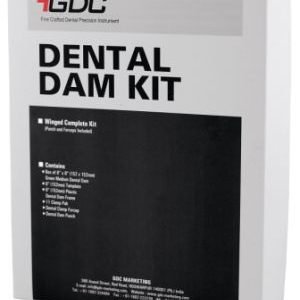 GDC
Fine Crafted Dental Precision Instrument
DENTAL
DAM KIT
Winged Complete Kit
(Punch and Forceps Included)
Contains
Box of 6" x 6" (152 x 152mm)
Green Medium Dental Dam
6" (152mm) Template
6" (152mm) Plastic
Dental Dam Frame
Dental Clamp Forcep
Dental Dam Punch
GDC MARKETING